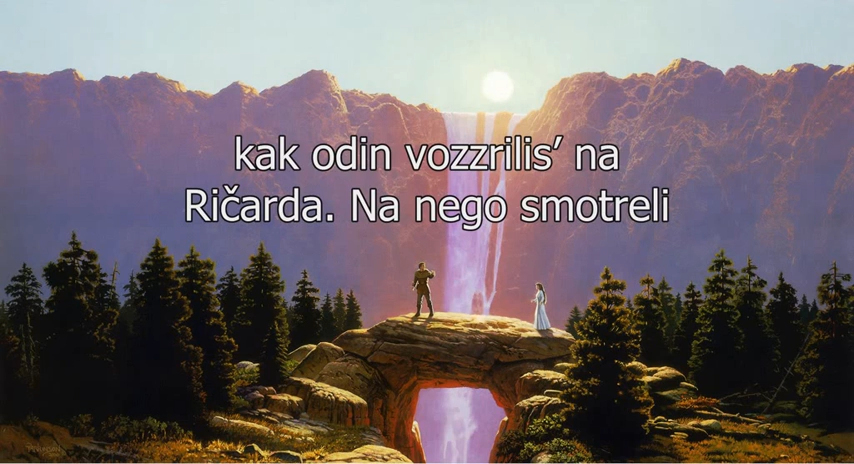 kak odin vozzrilis’ na
Ričarda. Na nego smotreli